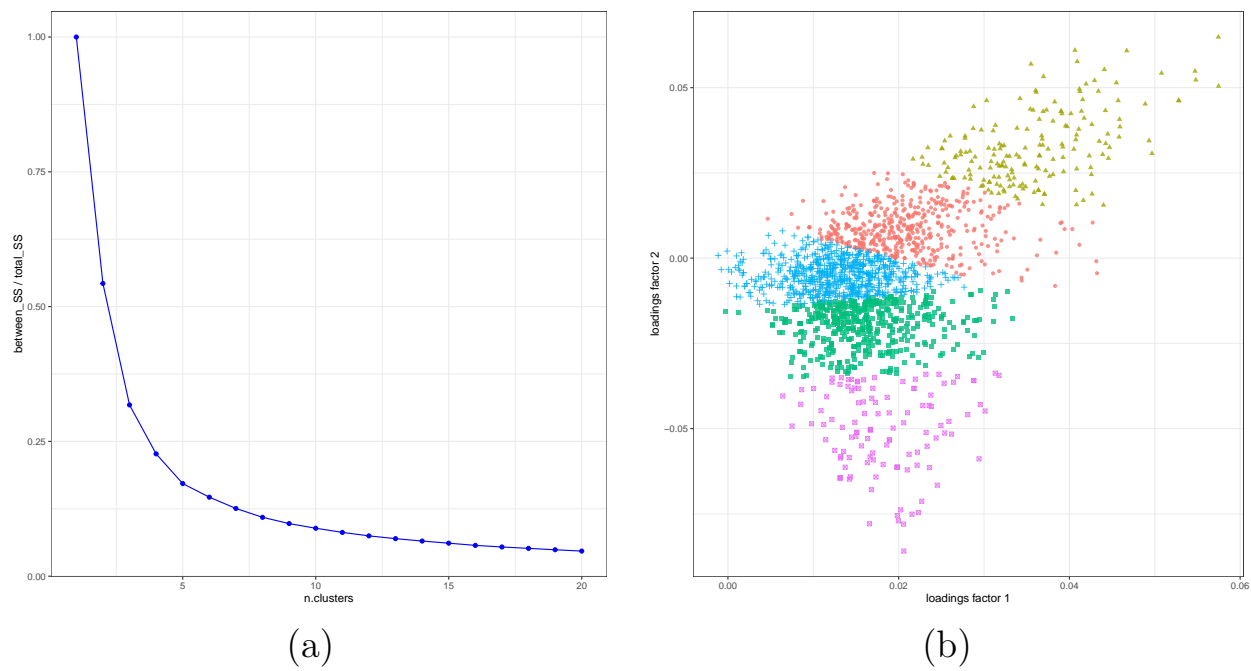 1.00
0.75
0.50
0.25
0.00
between_SS / total_SS
5
10
15
20
n.clusters
(a)
0.05
0.00
−0.05
loadings factor 2
0.00
0.02
0.04
0.06
loadings factor 1
(b)